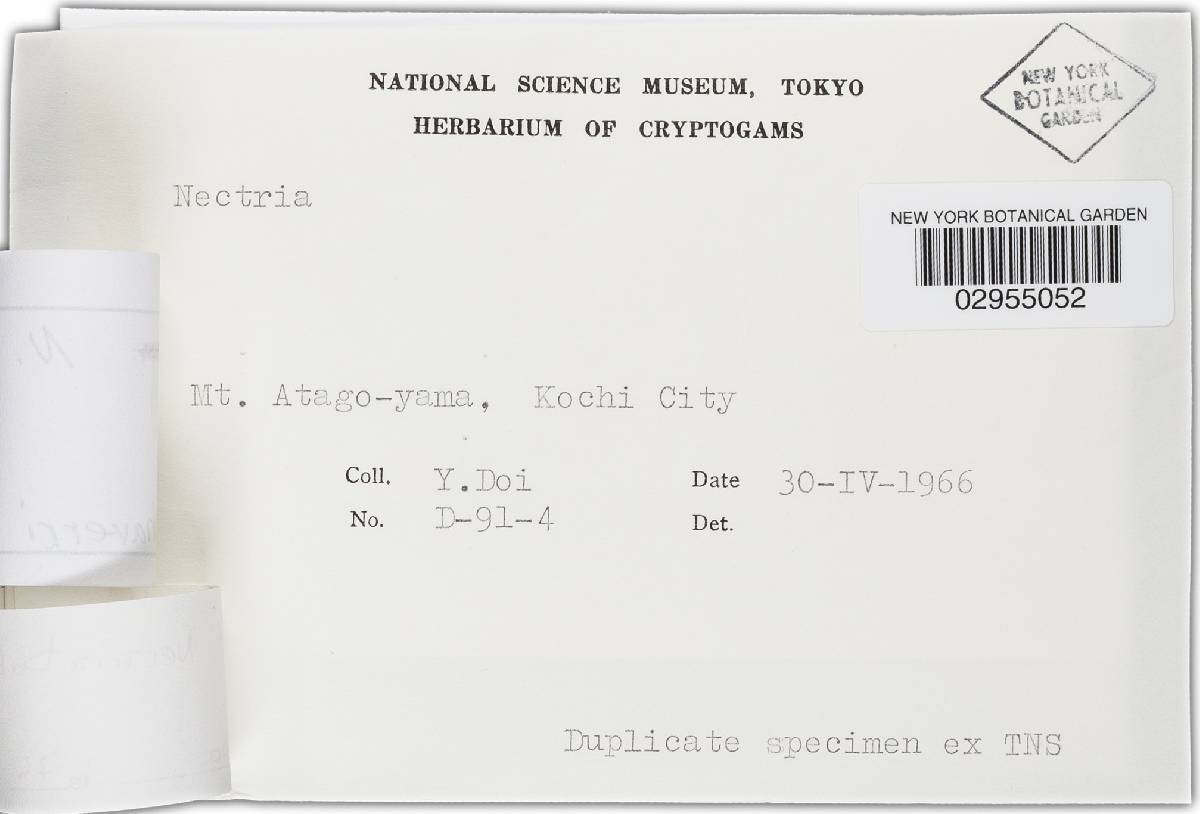 NATIONAL SCIENCE MUSEUM, TOKYO
HERBARIUM OF CRYPTOGAMS
NEW YORK
BOTANICAL
GARDEN
Nectria
NEW YORK BOTANICAL GARDEN
02955052
Mt. Atago-yama, Kochi City
Coll. Y.Doi Date 30-IV-1966
No. D-91-4 Det.
Duplicate specimen ex TNS